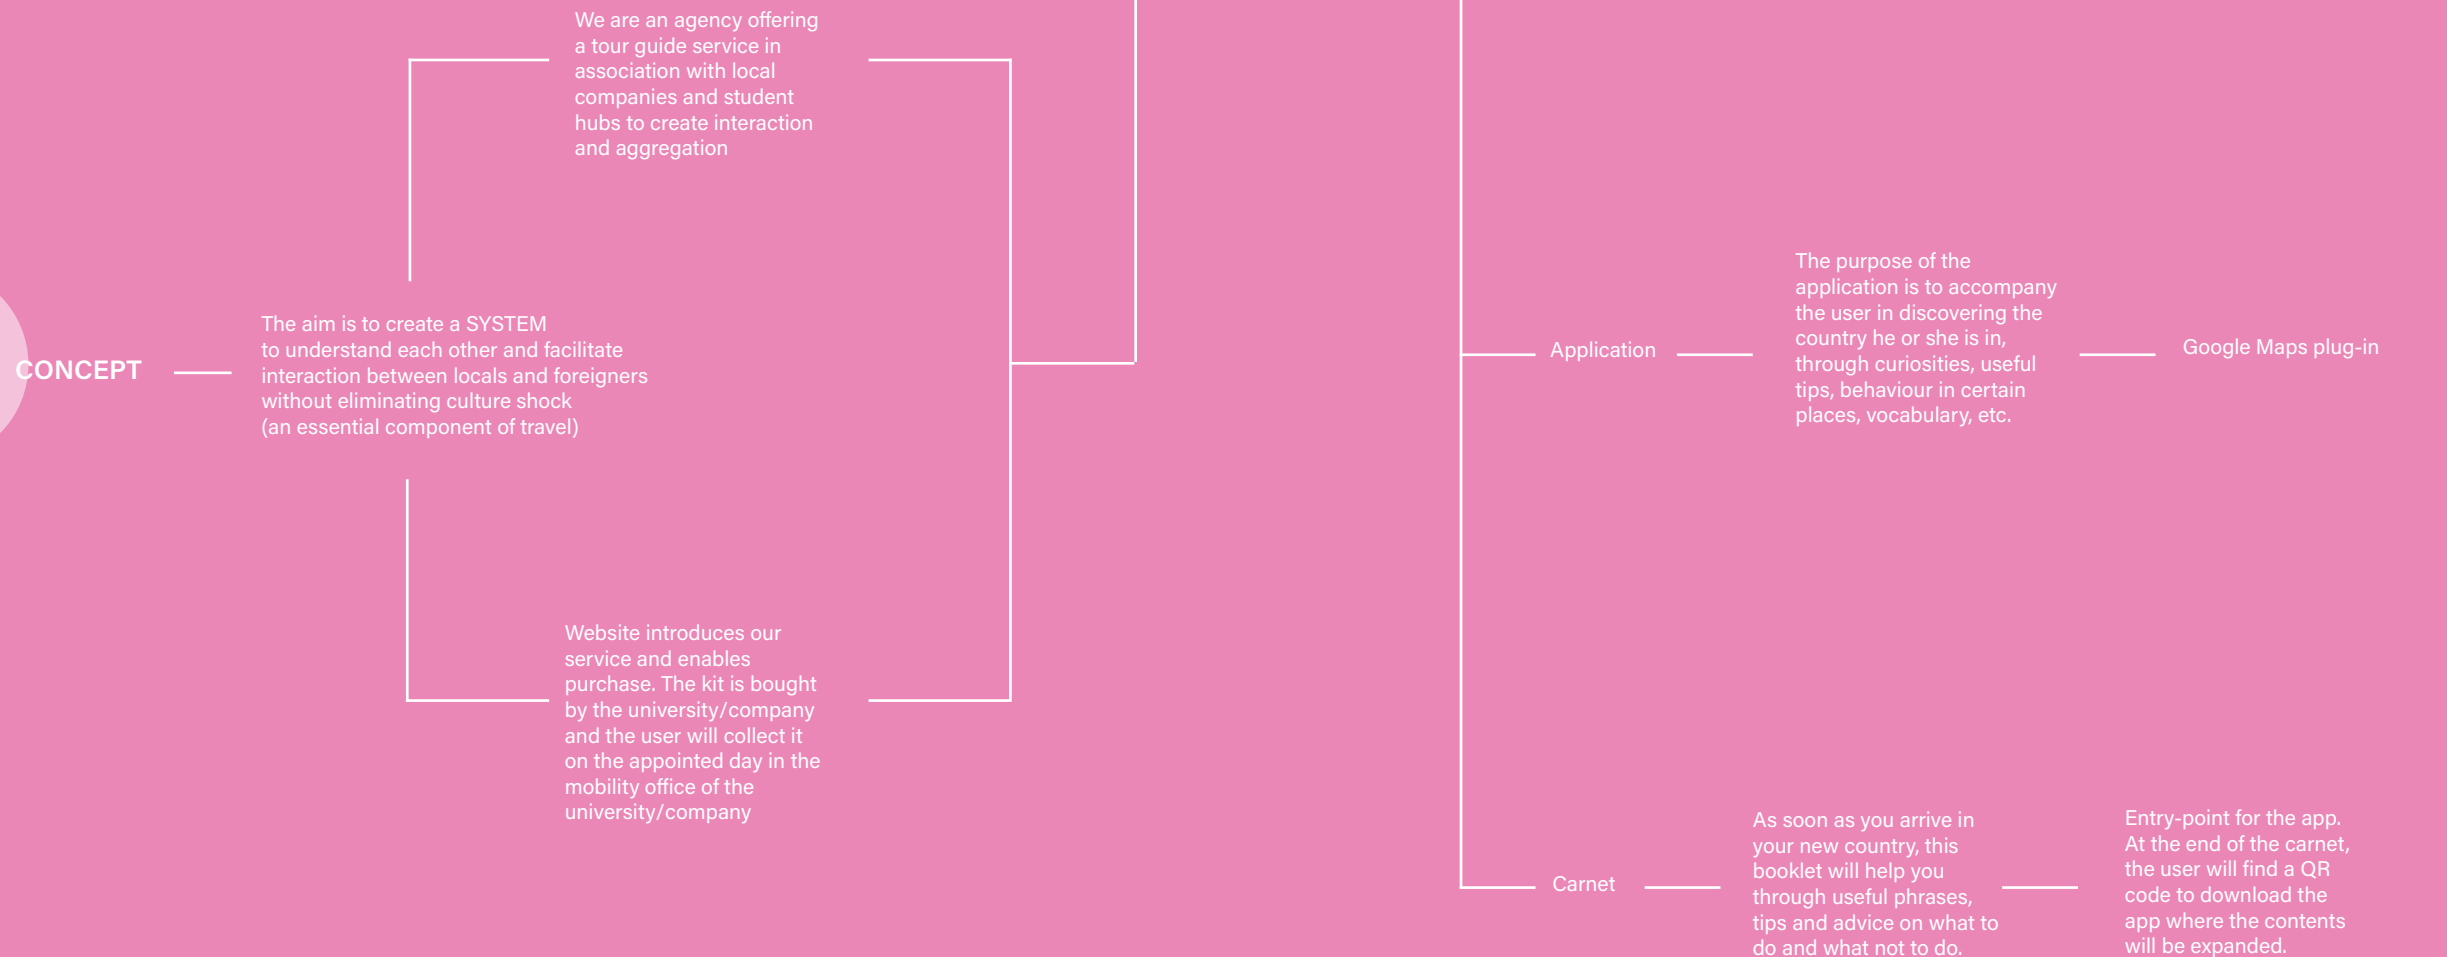 We are an agency offering
a tour guide service in
association with local
companies and student
hubs to create interaction
and aggregation
CONCEPT
The aim is to create a SYSTEM
to understand each other and facilitate
interaction between locals and foreigners
without eliminating culture shock
(an essential component of travel)
Website introduces our
service and enables
purchase. The kit is bought
by the university/company
and the user will collect it
on the appointed day in the
mobility office of the
university/company
Application
The purpose of the
application is to accompany
the user in discovering the
country he or she is in,
through curiosities, useful
tips, behaviour in certain
places, vocabulary, etc.
Google Maps plug-in
Carnet
As soon as you arrive in
your new country, this
booklet will help you
through useful phrases,
tips and advice on what to
do and what not to do.
Entry-point for the app.
At the end of the carnet,
the user will find a QR
code to download the
app where the contents
will be expanded.